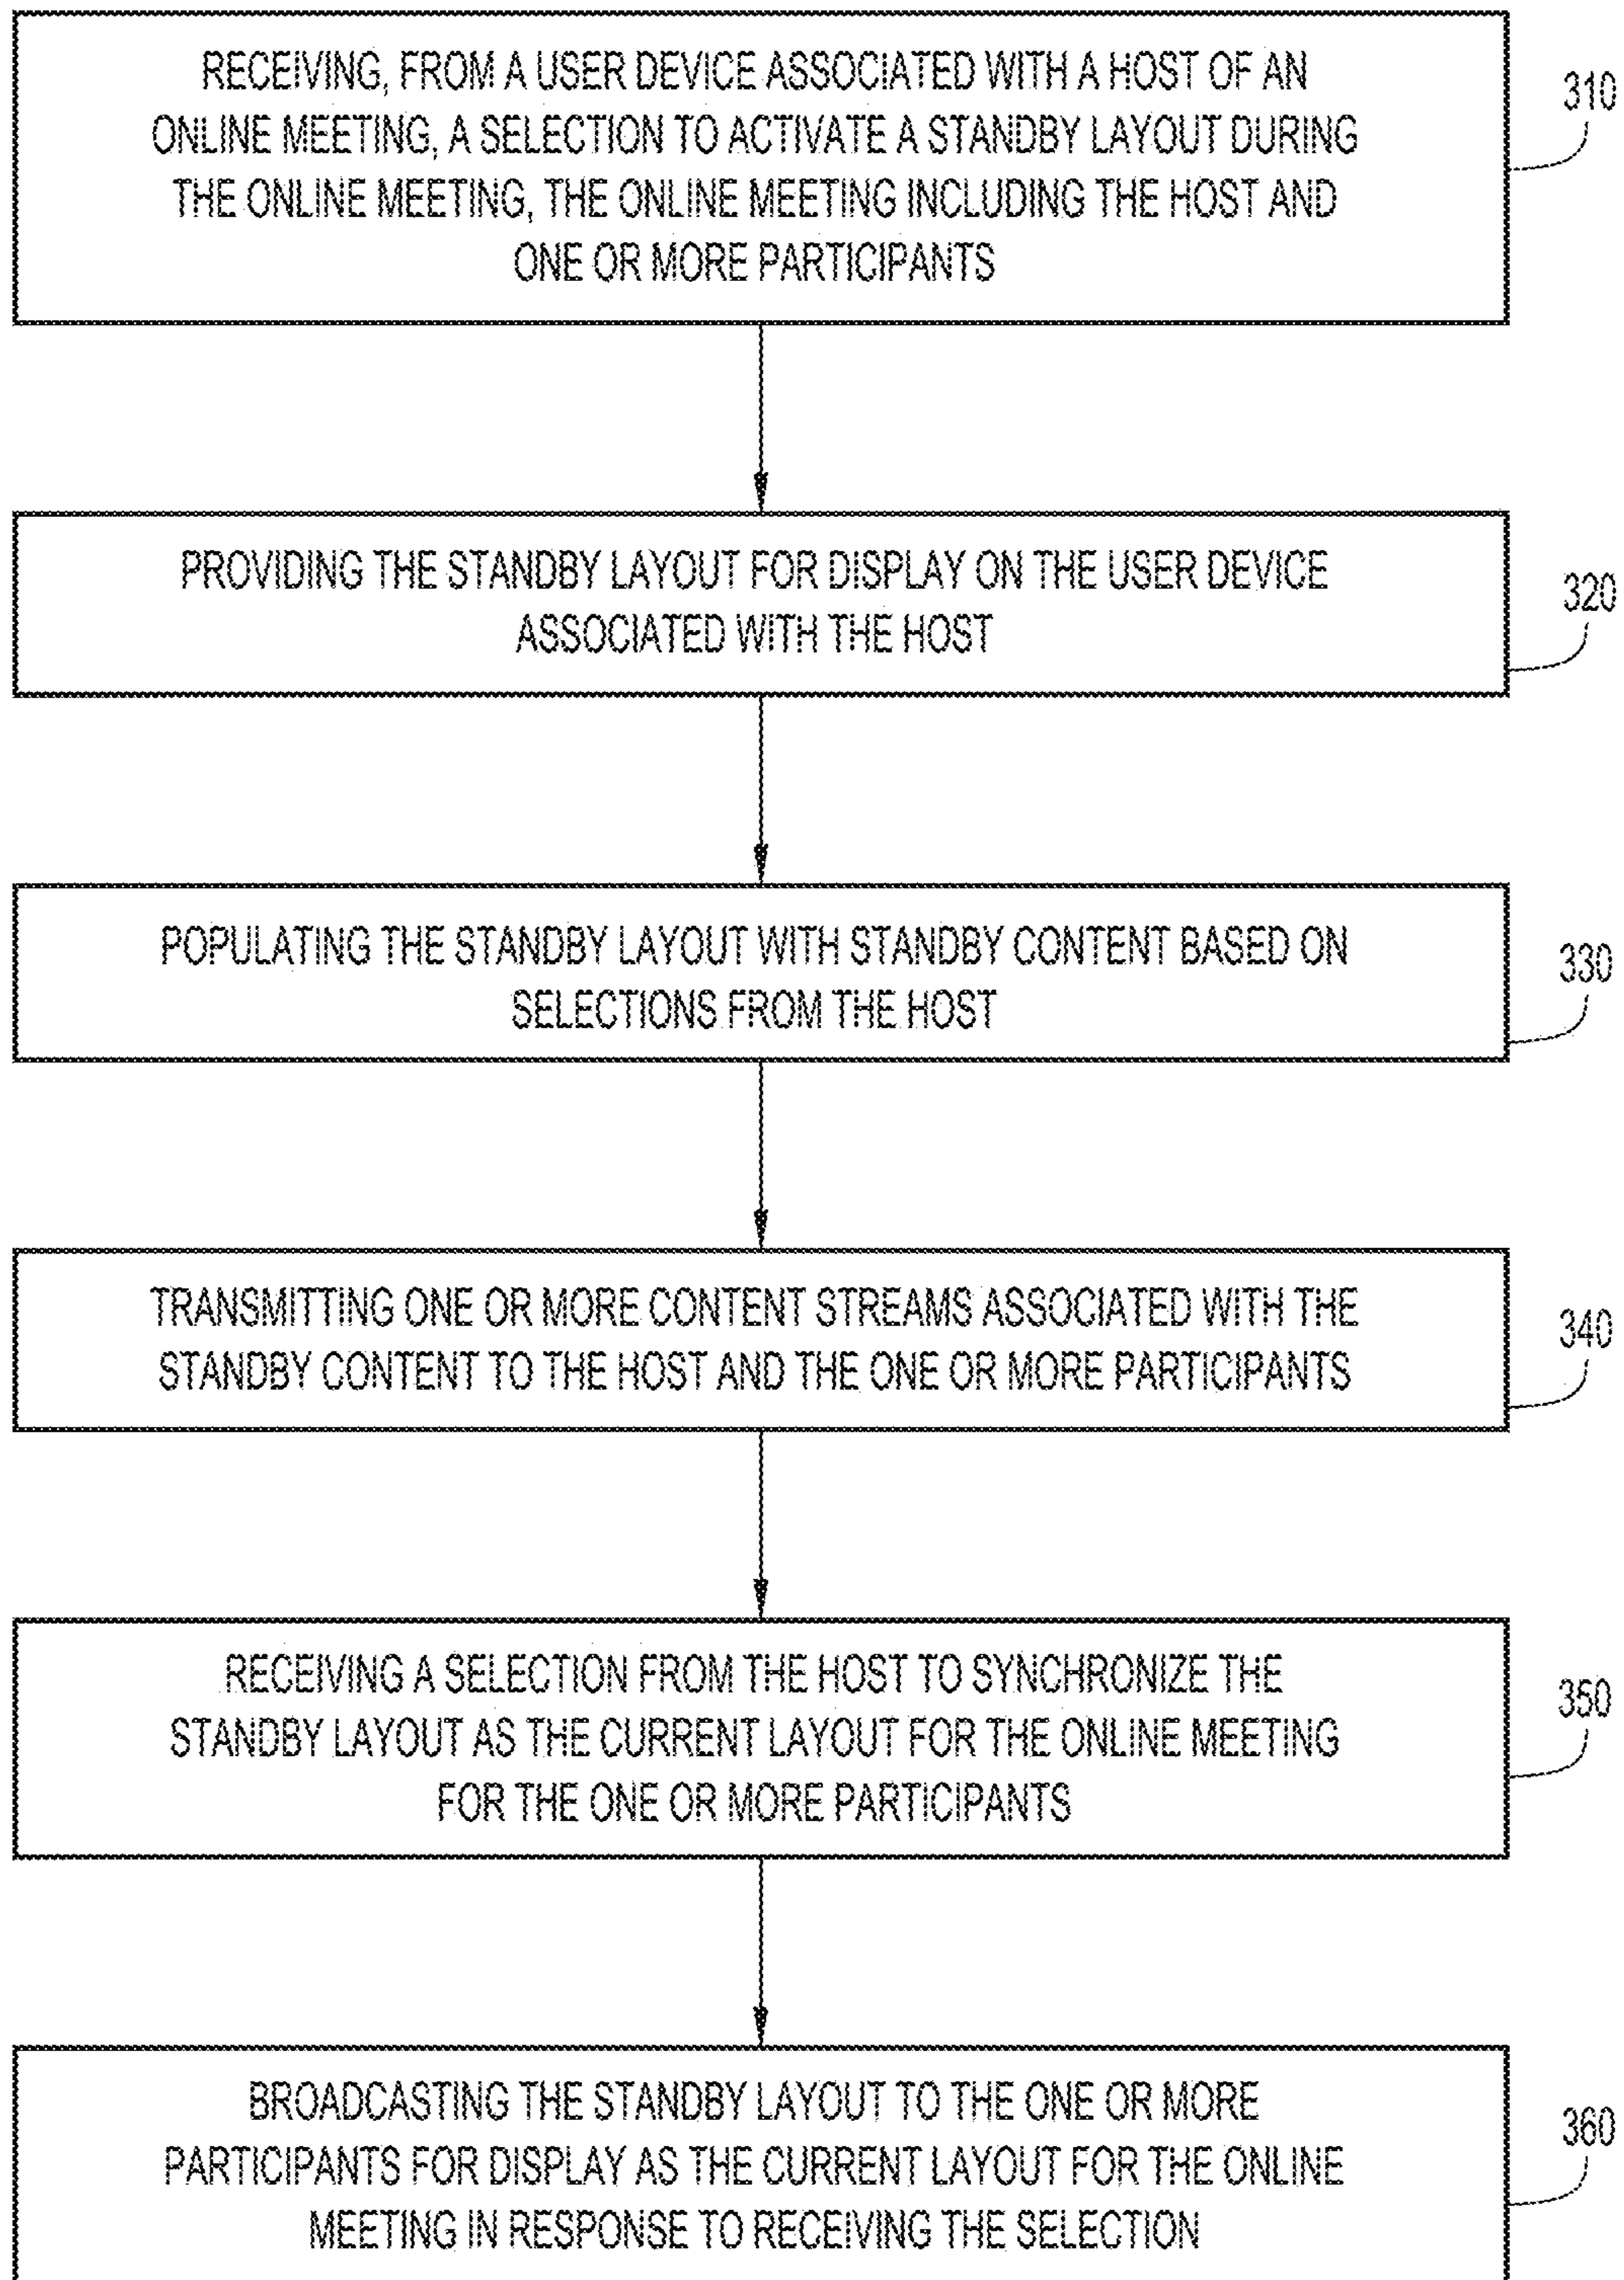 RECEIVING, FROM A USER DEVICE ASSOCIATED WITH A HOST OF AN
ONLINE MEETING, A SELECTION TO ACTIVATE A STANDBY LAYOUT DURING
THE ONLINE MEETING, THE ONLINE MEETING INCLUDING THE HOST AND
ONE OR MORE PARTICIPANTS
310
PROVIDING THE STANDBY LAYOUT FOR DISPLAY ON THE USER DEVICE
ASSOCIATED WITH THE HOST
320
POPULATING THE STANDBY LAYOUT WITH STANDBY CONTENT BASED ON
SELECTIONS FROM THE HOST
330
TRANSMITTING ONE OR MORE CONTENT STREAMS ASSOCIATED WITH THE
STANDBY CONTENT TO THE HOST AND THE ONE OR MORE PARTICIPANTS
340
RECEIVING A SELECTION FROM THE HOST TO SYNCHRONIZE THE
STANDBY LAYOUT AS THE CURRENT LAYOUT FOR THE ONLINE MEETING
FOR THE ONE OR MORE PARTICIPANTS
350
BROADCASTING THE STANDBY LAYOUT TO THE ONE OR MORE
PARTICIPANTS FOR DISPLAY AS THE CURRENT LAYOUT FOR THE ONLINE
MEETING IN RESPONSE TO RECEIVING THE SELECTION
360